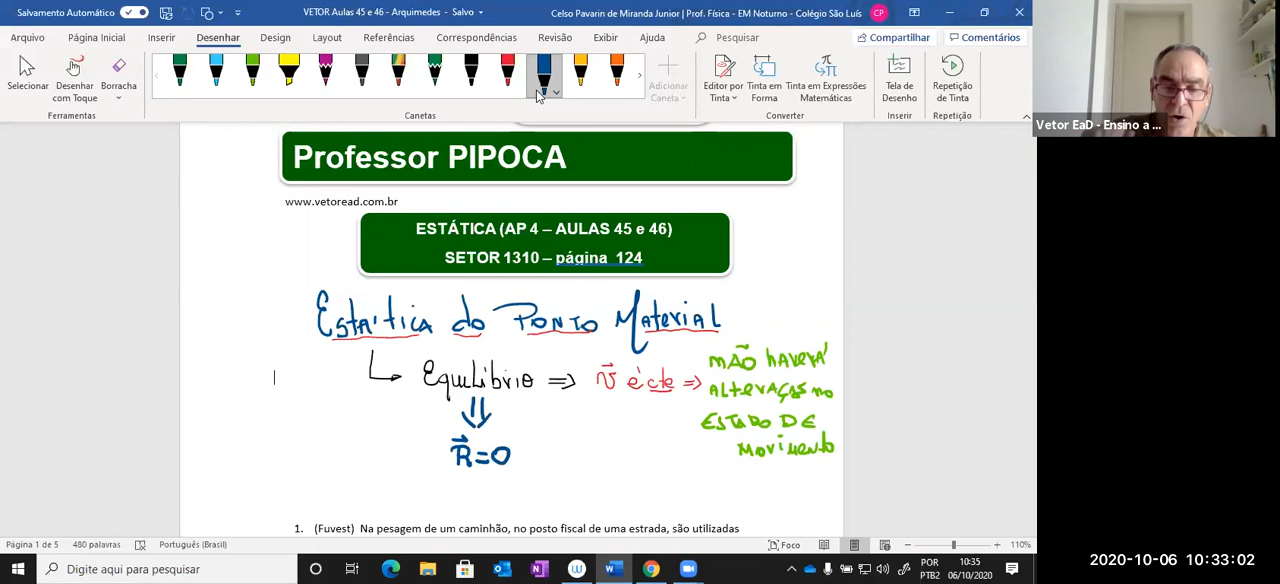 Salvamento Automático
VETOR Aulas 45 e 46 - Arquimedes - Salvo
Celso Pavarin de Miranda Junior | Prof. Física - EM Noturno - Colégio São Luís
CP
Arquivo Página Inicial Inserir Desenhar Design Layout Referências Correspondências Revisão Exibir Ajuda Pesquisar
Compartilhar Comentários
Selecionar
Desenhar com Toque
Borracha
Adicionar Caneta
Editor por Tinta
Tinta em Forma
Tinta em Expressões Matemáticas
Tela de Desenho
Repetição de Tinta
Ferramentas Canetas Converter Inserir Repetição
Vetor EaD - Ensino a ...
Professor PIPOCA
www.vetoread.com.br
ESTÁTICA (AP 4 – AULAS 45 e 46)
SETOR 1310 – página 124
Estática do Ponto Material
Equilíbrio ⇒ v⃗ é cte ⇒
NÃO HAVERÁ
ALTERAÇÃO NO
ESTADO DE
MOVIMENTO
R⃗=0
1. (Fuvest) Na pesagem de um caminhão, no posto fiscal de uma estrada, são utilizadas
Página 1 de 5 480 palavras Português (Brasil) Foco 110%
Digite aqui para pesquisar
POR
PTB2
10:35
06/10/2020
2020-10-06 10:33:02